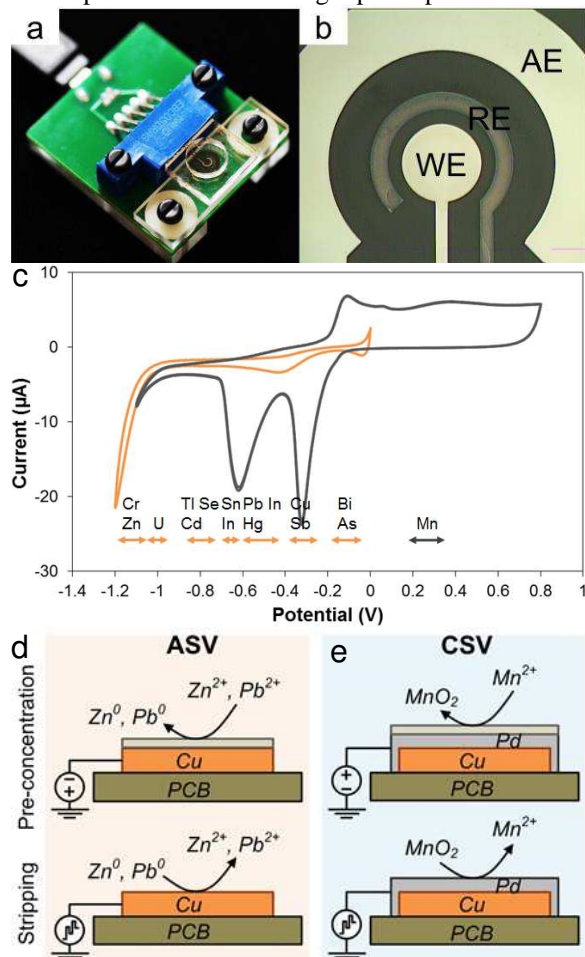 a
b
AE
RE
WE
c
10
5
0
-10
-20
-30
Current (µA)
Cr
Tl Se Sn Pb In Cu
Bi
Zn U
Cd
In Hg
Sb
As
Mn
-1.4 -1.2 -1 -0.8 -0.6 -0.4 -0.2 0 0.2 0.4 0.6 0.8 1
Potential (V)
d
ASV
e
CSV
Pre-concentration
Zn⁰, Pb⁰
Zn²⁺, Pb²⁺
Cu
PCB
MnO₂
Mn²⁺
Pd
Cu
PCB
Stripping
Zn⁰, Pb⁰
Zn²⁺, Pb²⁺
Cu
PCB
MnO₂
Mn²⁺
Pd
Cu
PCB